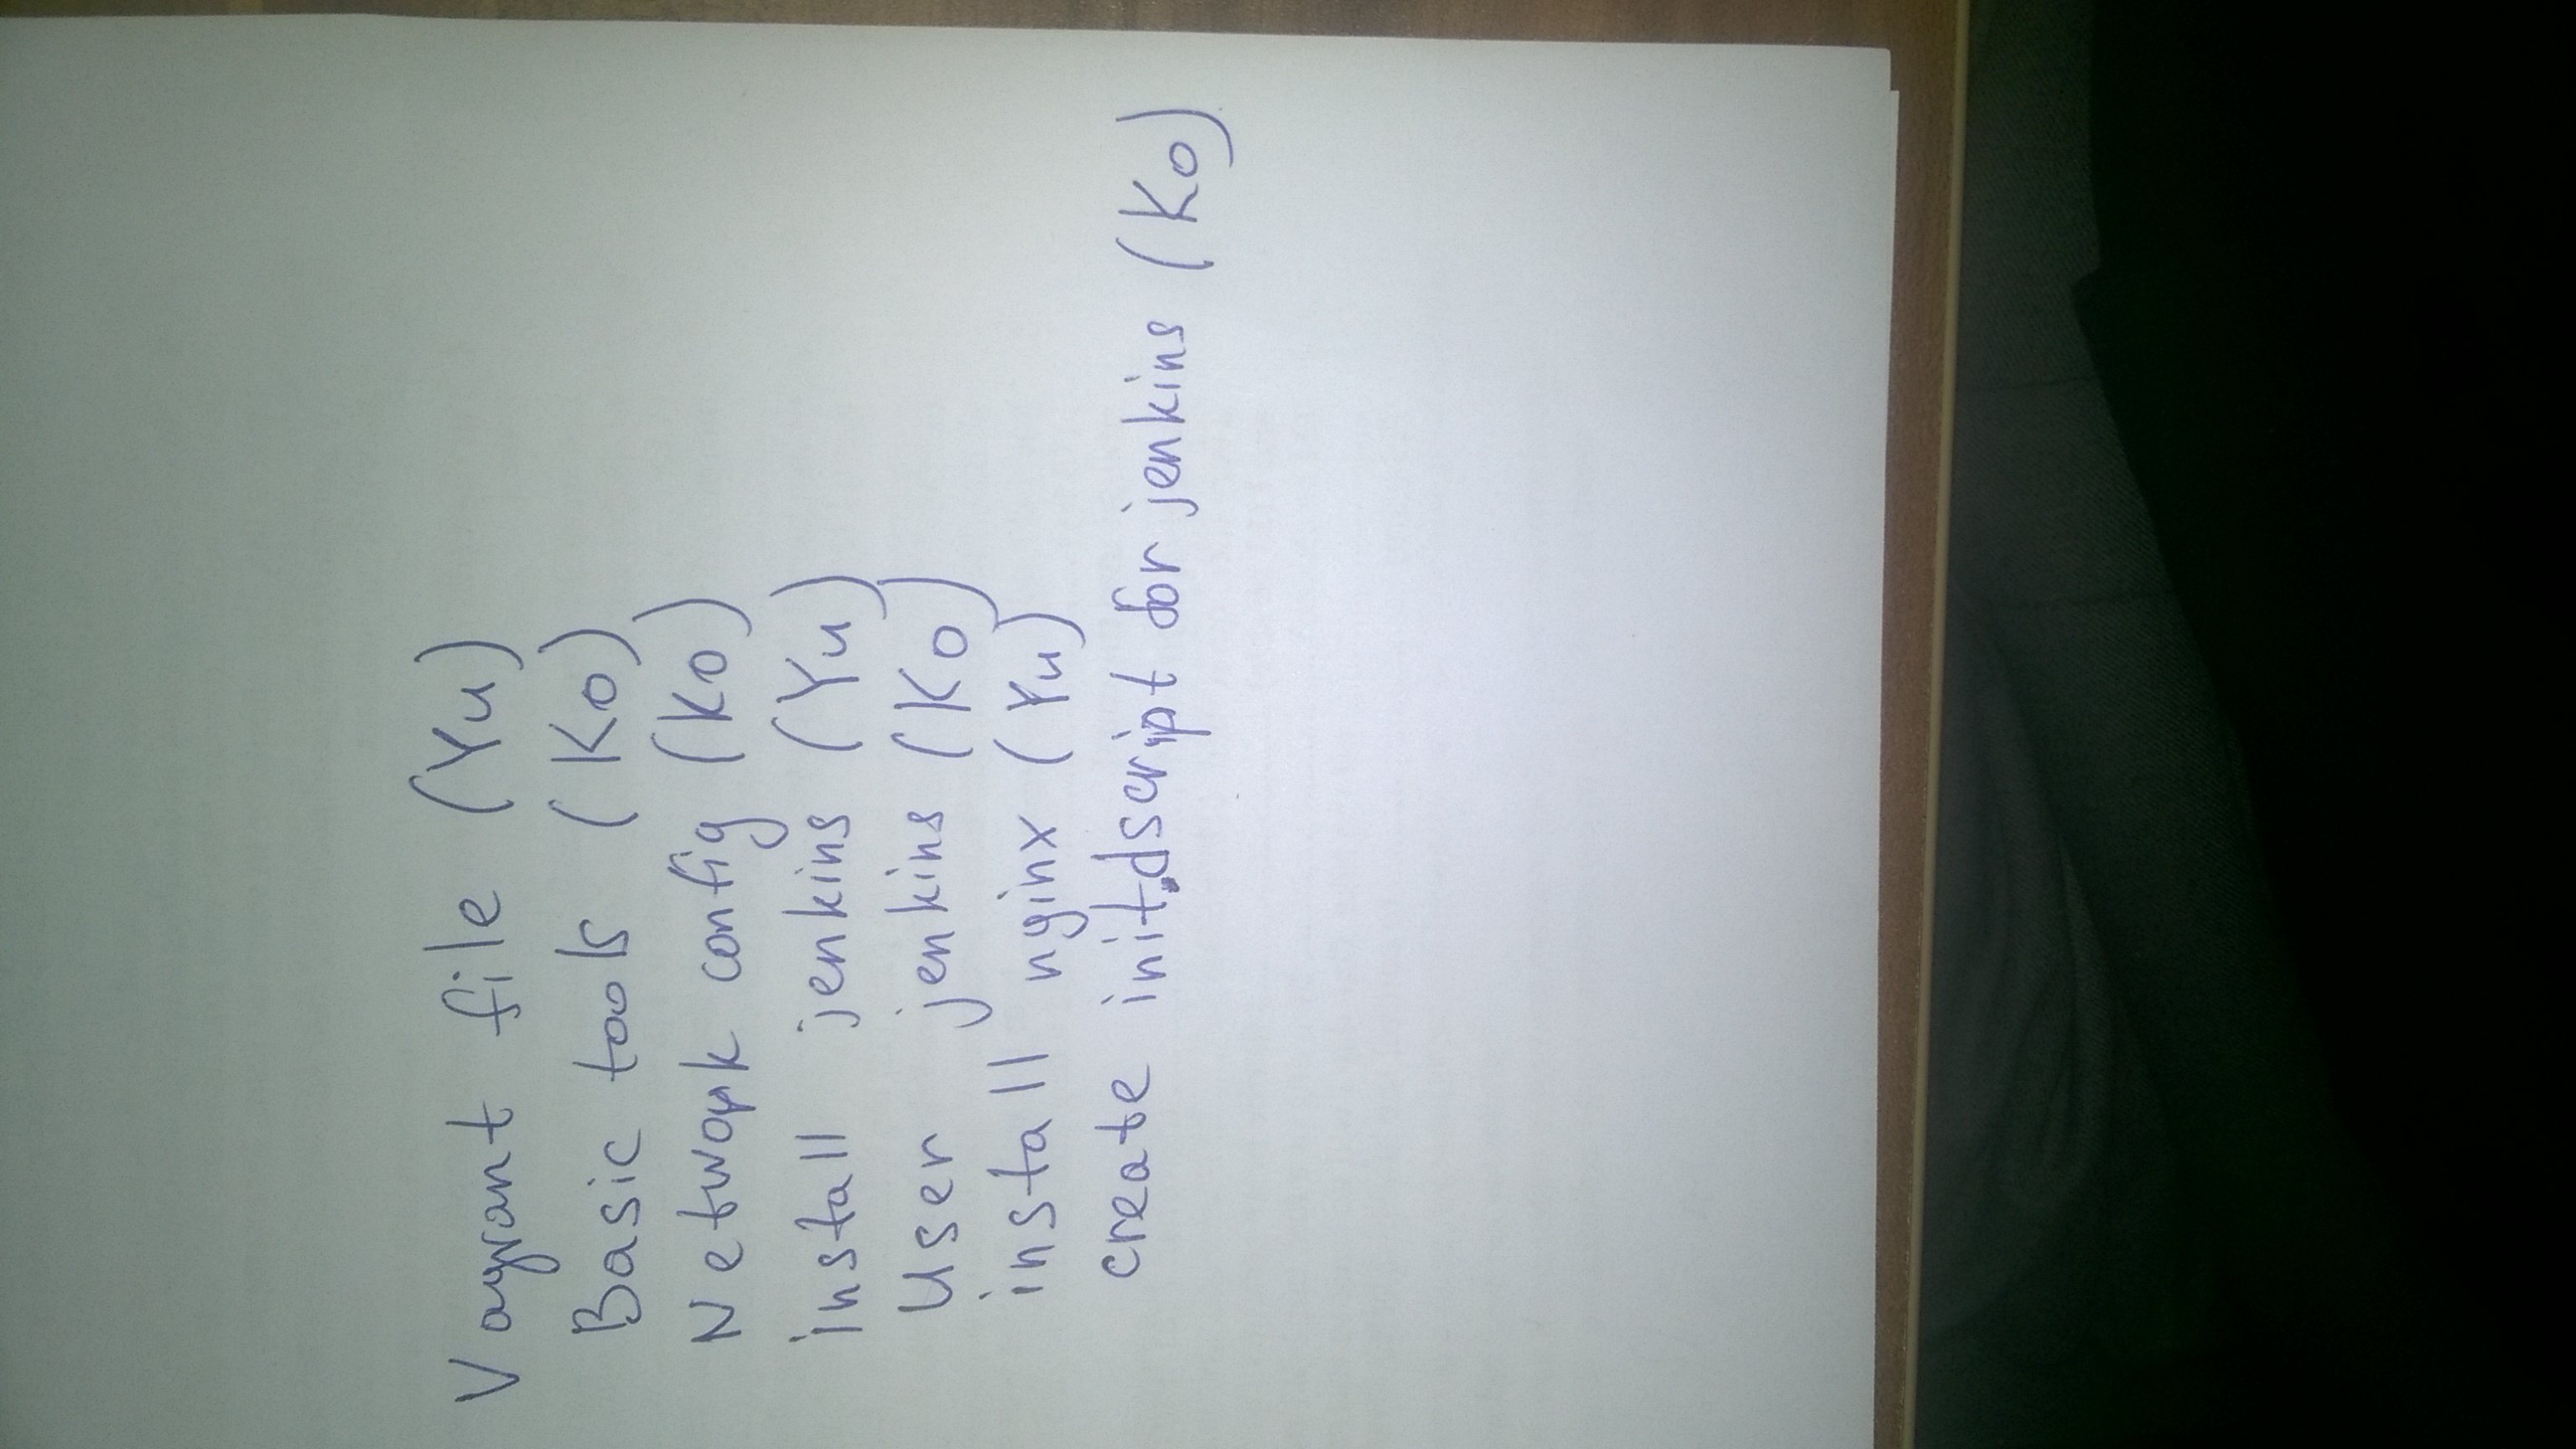 Vagrant file (Yu)
Basic tools (Ko)
Network config (Ko)
install jenkins (Yu)
User jenkins (Ko)
install nginx (Yu)
create init.dscript for jenkins (Ko)